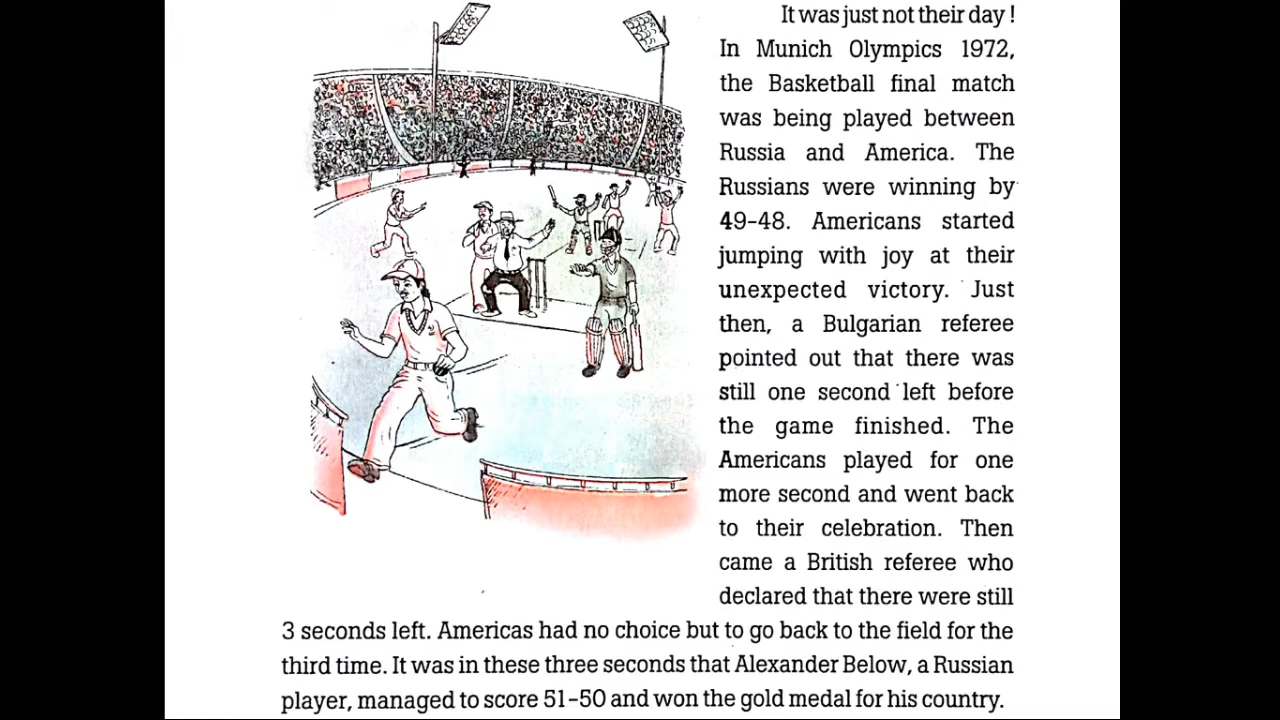 It was just not their day !
In Munich Olympics 1972,
the Basketball final match
was being played between
Russia and America. The
Russians were winning by
49-48. Americans started
jumping with joy at their
unexpected victory. Just
then, a Bulgarian referee
pointed out that there was
still one second left before
the game finished. The
Americans played for one
more second and went back
to their celebration. Then
came a British referee who
declared that there were still
3 seconds left. Americas had no choice but to go back to the field for the
third time. It was in these three seconds that Alexander Below, a Russian
player, managed to score 51-50 and won the gold medal for his country.